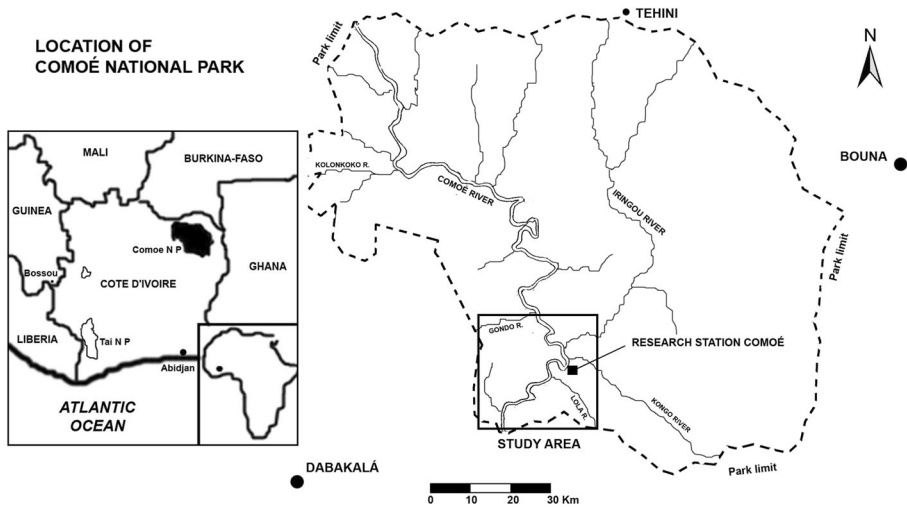 LOCATION OF
COMOÉ NATIONAL PARK
TEHINI
Park limit
N
BOUNA
KOLONKOKO R.
COMOÉ RIVER
IRINGOU RIVER
Park limit
MALI
BURKINA-FASO
GUINEA
Comoe N P
Bossou
COTE D'IVOIRE
GHANA
LIBERIA
Tai N P
Abidjan
ATLANTIC
OCEAN
GONDO R.
RESEARCH STATION COMOÉ
LOLA R.
KONGO RIVER
STUDY AREA
Park limit
DABAKALÁ
0 10 20 30 Km